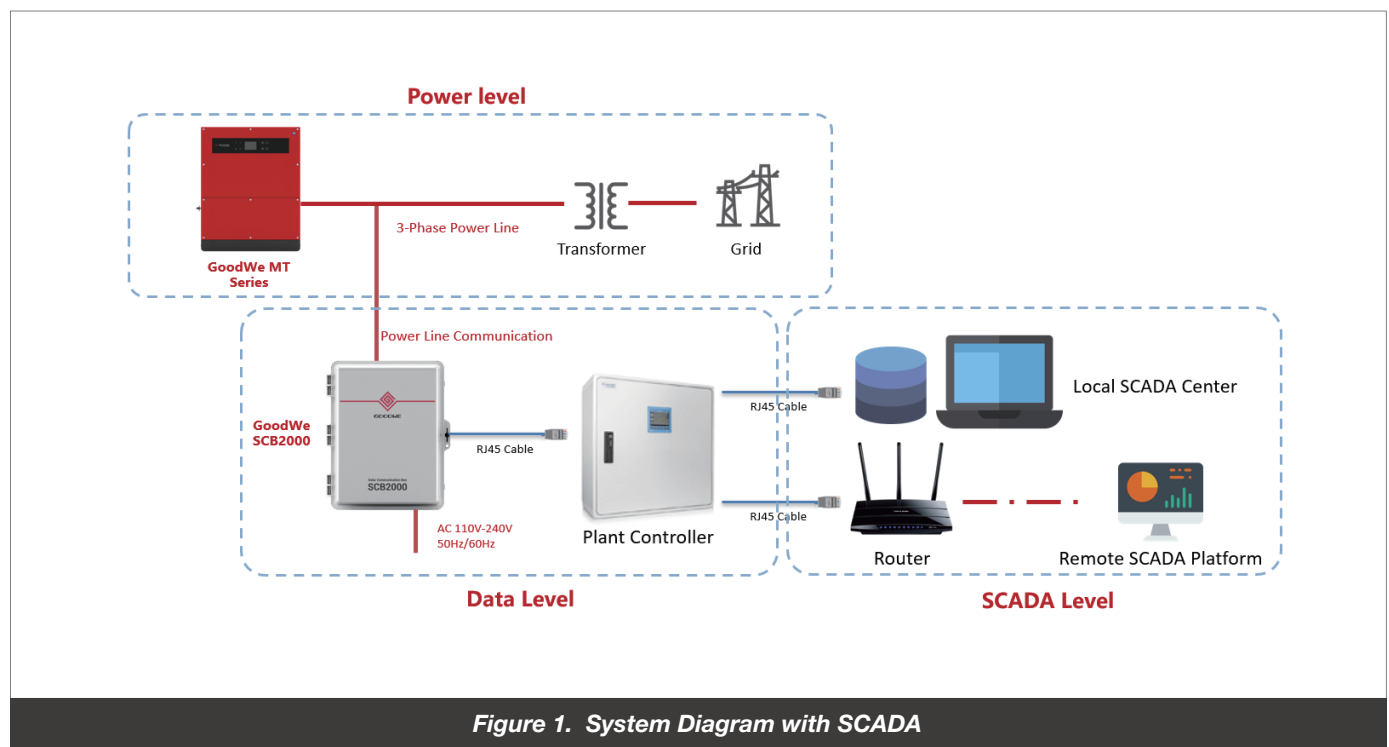 Power level
3-Phase Power Line
Transformer
Grid
GoodWe MT
Series
Power Line Communication
GoodWe
SCB2000
GOODWE
SCB2000
RJ45 Cable
AC 110V-240V
50Hz/60Hz
Plant Controller
RJ45 Cable
RJ45 Cable
Local SCADA Center
Router
Remote SCADA Platform
Data Level
SCADA Level
Figure 1.  System Diagram with SCADA